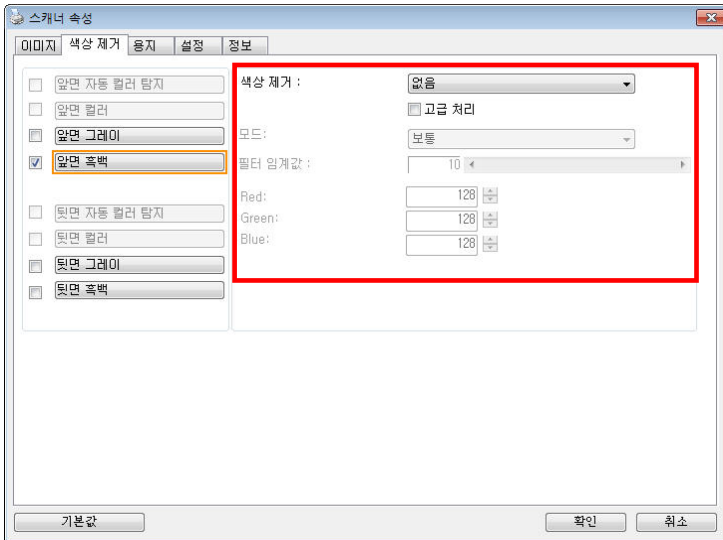 스캐너 속성
이미지 색상 제거 용지 설정 정보
앞면 자동 컬러 탐지
앞면 컬러
앞면 그레이
앞면 흑백
뒷면 자동 컬러 탐지
뒷면 컬러
뒷면 그레이
뒷면 흑백
색상 제거 : 없음
고급 처리
모드: 보통
필터 임계값 : 10
Red: 128
Green: 128
Blue: 128
기본값 확인 취소